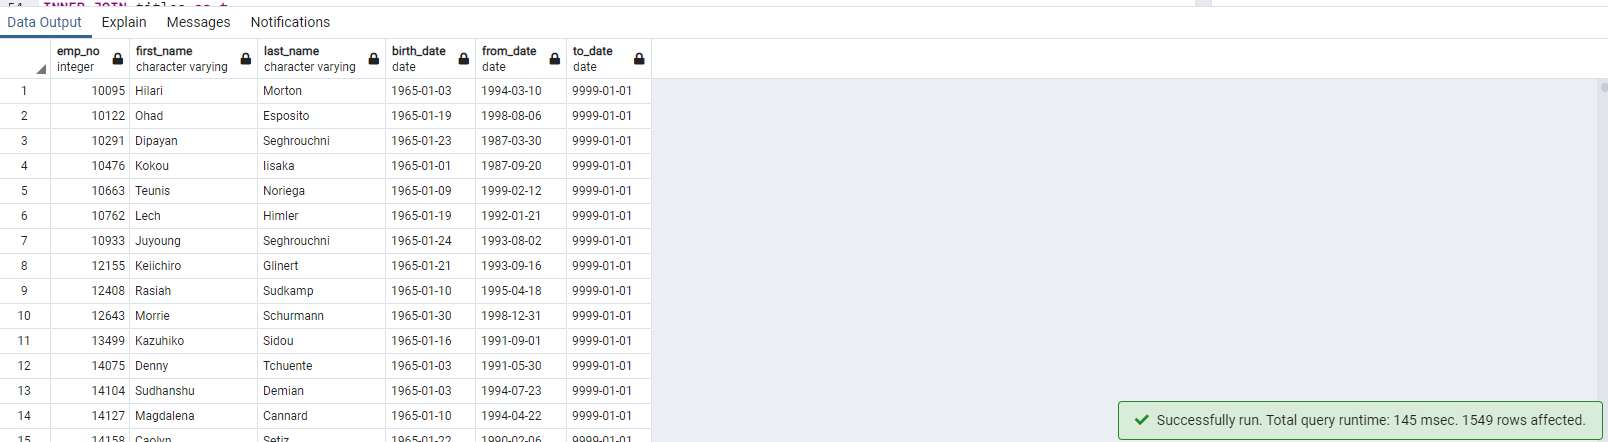 54 INNER JOIN titles as t
Data Output Explain Messages Notifications
emp_no first_name last_name birth_date from_date to_date
integer character varying character varying date date date
1 10095 Hilari Morton 1965-01-03 1994-03-10 9999-01-01
2 10122 Ohad Esposito 1965-01-19 1998-08-06 9999-01-01
3 10291 Dipayan Seghrouchni 1965-01-23 1987-03-30 9999-01-01
4 10476 Kokou Iisaka 1965-01-01 1987-09-20 9999-01-01
5 10663 Teunis Noriega 1965-01-09 1999-02-12 9999-01-01
6 10762 Lech Himler 1965-01-19 1992-01-21 9999-01-01
7 10933 Juyoung Seghrouchni 1965-01-24 1993-08-02 9999-01-01
8 12155 Keiichiro Glinert 1965-01-21 1993-09-16 9999-01-01
9 12408 Rasiah Sudkamp 1965-01-10 1995-04-18 9999-01-01
10 12643 Morrie Schurmann 1965-01-30 1998-12-31 9999-01-01
11 13499 Kazuhiko Sidou 1965-01-16 1991-09-01 9999-01-01
12 14075 Denny Tchuente 1965-01-03 1991-05-30 9999-01-01
13 14104 Sudhanshu Demian 1965-01-03 1994-07-23 9999-01-01
14 14127 Magdalena Cannard 1965-01-10 1994-04-22 9999-01-01
15 14158 Caolyn Setiz 1965-01-22 1990-02-06 9999-01-01
Successfully run. Total query runtime: 145 msec. 1549 rows affected.